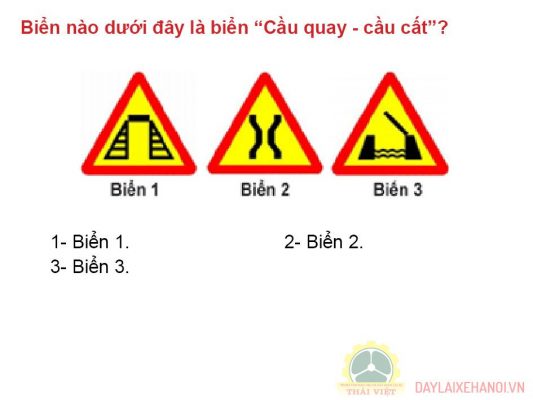 Biển nào dưới đây là biển “Cầu quay - cầu cất”?
Biển 1
Biển 2
Biển 3
1- Biển 1.
2- Biển 2.
3- Biển 3.
THÁI VIỆT
DAYLAIXEHANOI.VN